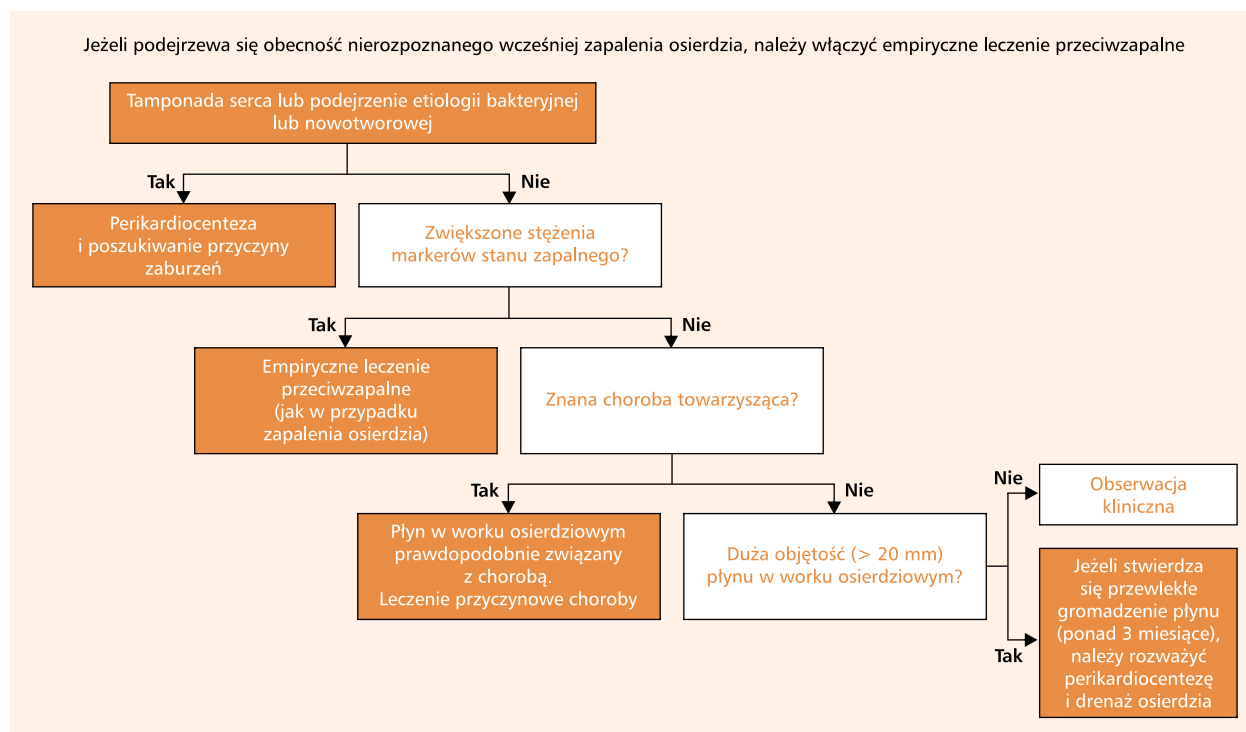 Jeżeli podejrzewa się obecność nierozpoznanego wcześniej zapalenia osierdzia, należy włączyć empiryczne leczenie przeciwzapalne
Tamponada serca lub podejrzenie etiologii bakteryjnej
lub nowotworowej
Tak
Nie
Perikardiocenteza
i poszukiwanie przyczyny
zaburzeń
Zwiększone stężenia
markerów stanu zapalnego?
Tak
Nie
Empiryczne leczenie
przeciwzapalne
(jak w przypadku
zapalenia osierdzia)
Znana choroba towarzysząca?
Tak
Nie
Płyn w worku osierdziowym
prawdopodobnie związany
z chorobą.
Leczenie przyczynowe choroby
Duża objętość (> 20 mm)
płynu w worku osierdziowym?
Nie
Obserwacja
kliniczna
Tak
Jeżeli stwierdza
się przewlekłe
gromadzenie płynu
(ponad 3 miesiące),
należy rozważyć
perikardiocentezę
i drenaż osierdzia